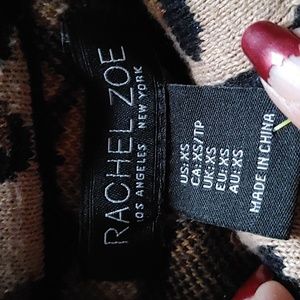 RACHEL ZOE
LOS ANGELES NEW YORK
US:XS
CA:XS/TP
UK:XS
EU:XS
AU:XS
MADE IN CHINA